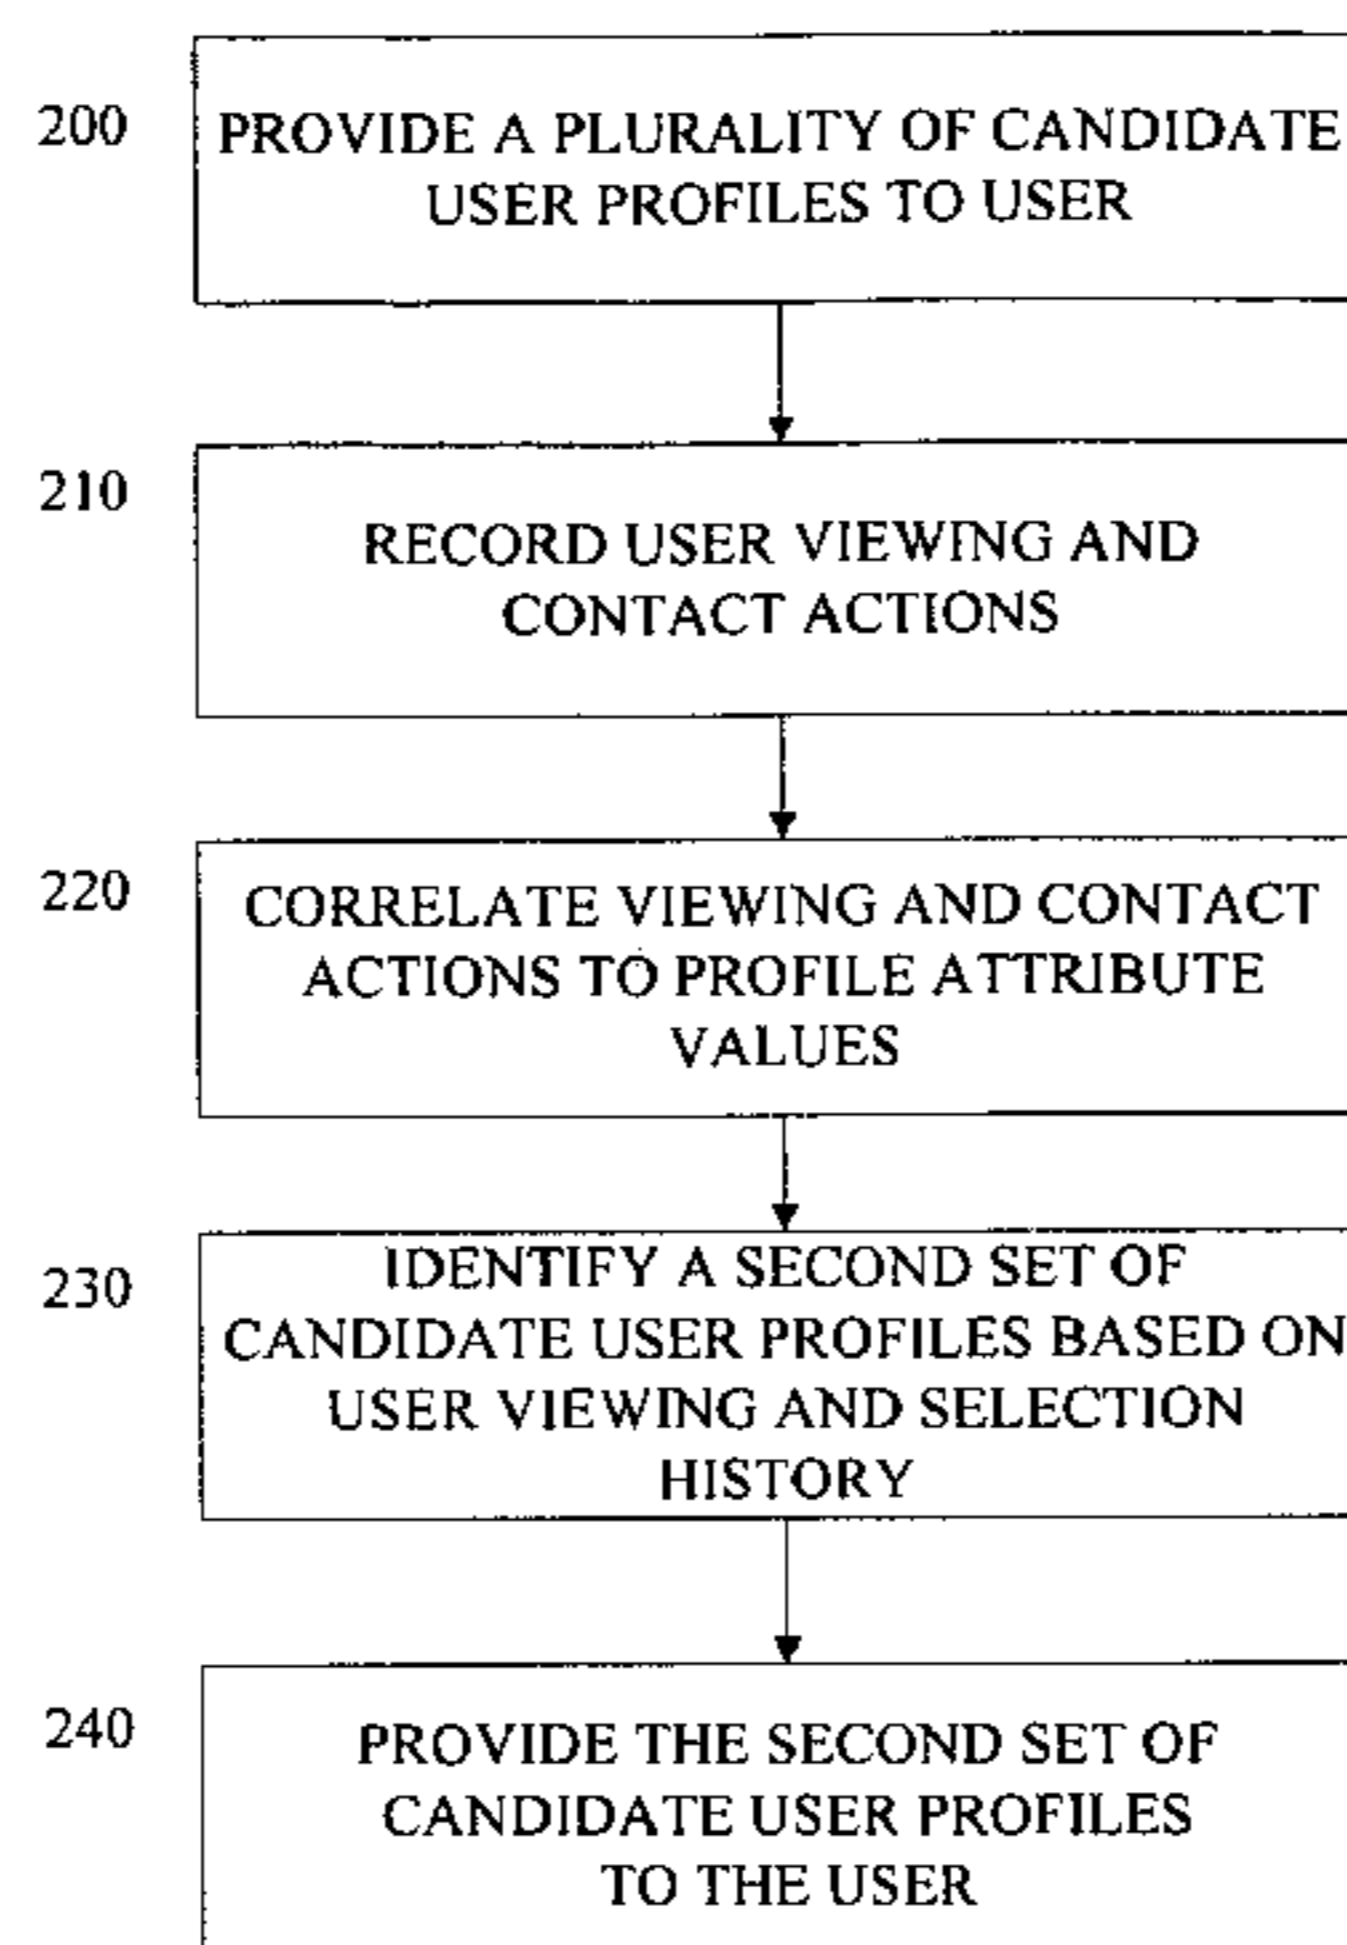 200
PROVIDE A PLURALITY OF CANDIDATE
USER PROFILES TO USER
210
RECORD USER VIEWING AND
CONTACT ACTIONS
220
CORRELATE VIEWING AND CONTACT
ACTIONS TO PROFILE ATTRIBUTE
VALUES
230
IDENTIFY A SECOND SET OF
CANDIDATE USER PROFILES BASED ON
USER VIEWING AND SELECTION
HISTORY
240
PROVIDE THE SECOND SET OF
CANDIDATE USER PROFILES
TO THE USER